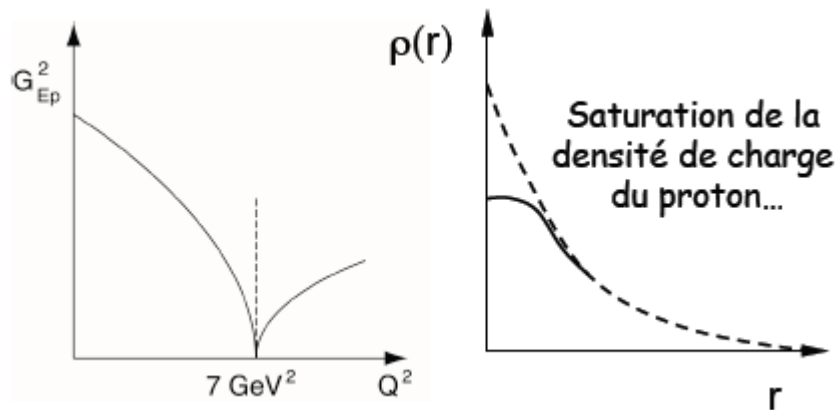 G²Ep
7 GeV²
Q²
ρ(r)
Saturation de la
densité de charge
du proton...
r